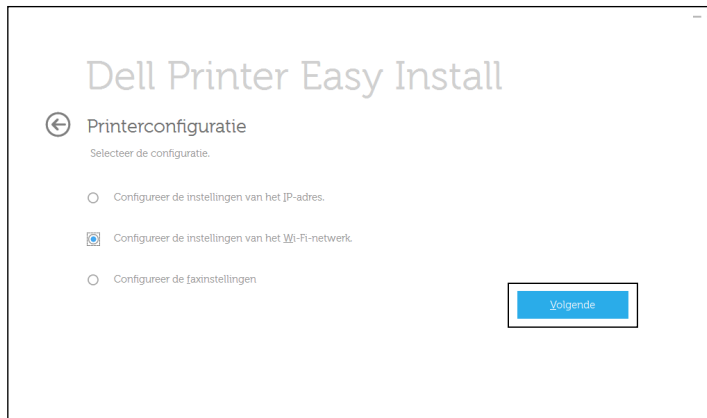 Dell Printer Easy Install
Printerconfiguratie
Selecteer de configuratie.
Configureer de instellingen van het IP-adres.
Configureer de instellingen van het Wi-Fi-netwerk.
Configureer de faxinstellingen
Volgende